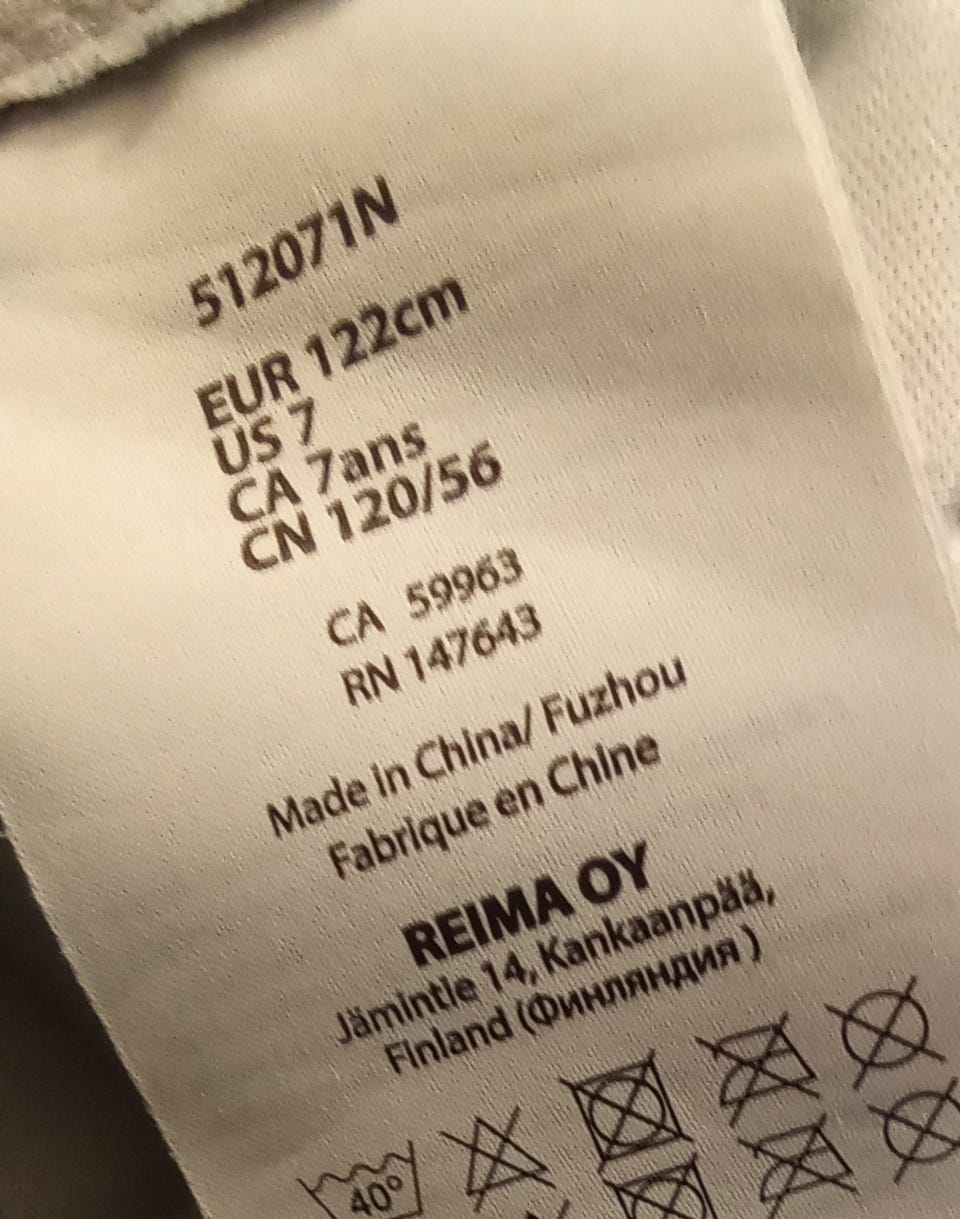 512071N
EUR 122cm
US 7
CA 7ans
CN 120/56
CA 59963
RN 147643
Made in China/ Fuzhou
Fabrique en Chine
REIMA OY
Jämintie 14, Kankaanpää,
Finland (Финляндия )
40°